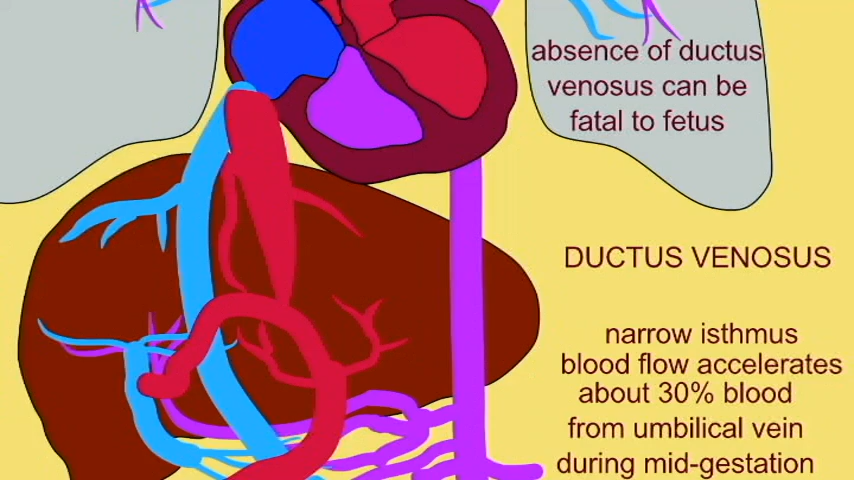 absence of ductus
venosus can be
fatal to fetus
DUCTUS VENOSUS
narrow isthmus
blood flow accelerates
about 30% blood
from umbilical vein
during mid-gestation